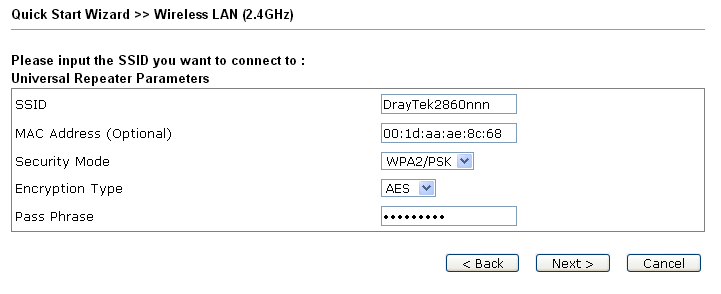 Quick Start Wizard >> Wireless LAN (2.4GHz)
Please input the SSID you want to connect to :
Universal Repeater Parameters
SSID DrayTek2860nnn
MAC Address (Optional) 00:1d:aa:ae:8c:68
Security Mode WPA2/PSK
Encryption Type AES
Pass Phrase •••••••••
< Back Next > Cancel